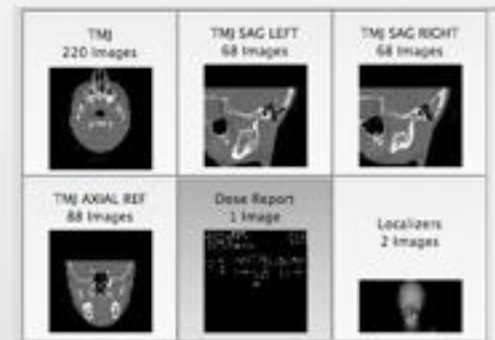 TMJ
220 Images
TMJ SAG LEFT
68 Images
TMJ SAG RIGHT
68 Images
TMJ AXIAL REF
88 Images
Dose Report
1 Image
Localizers
2 Images